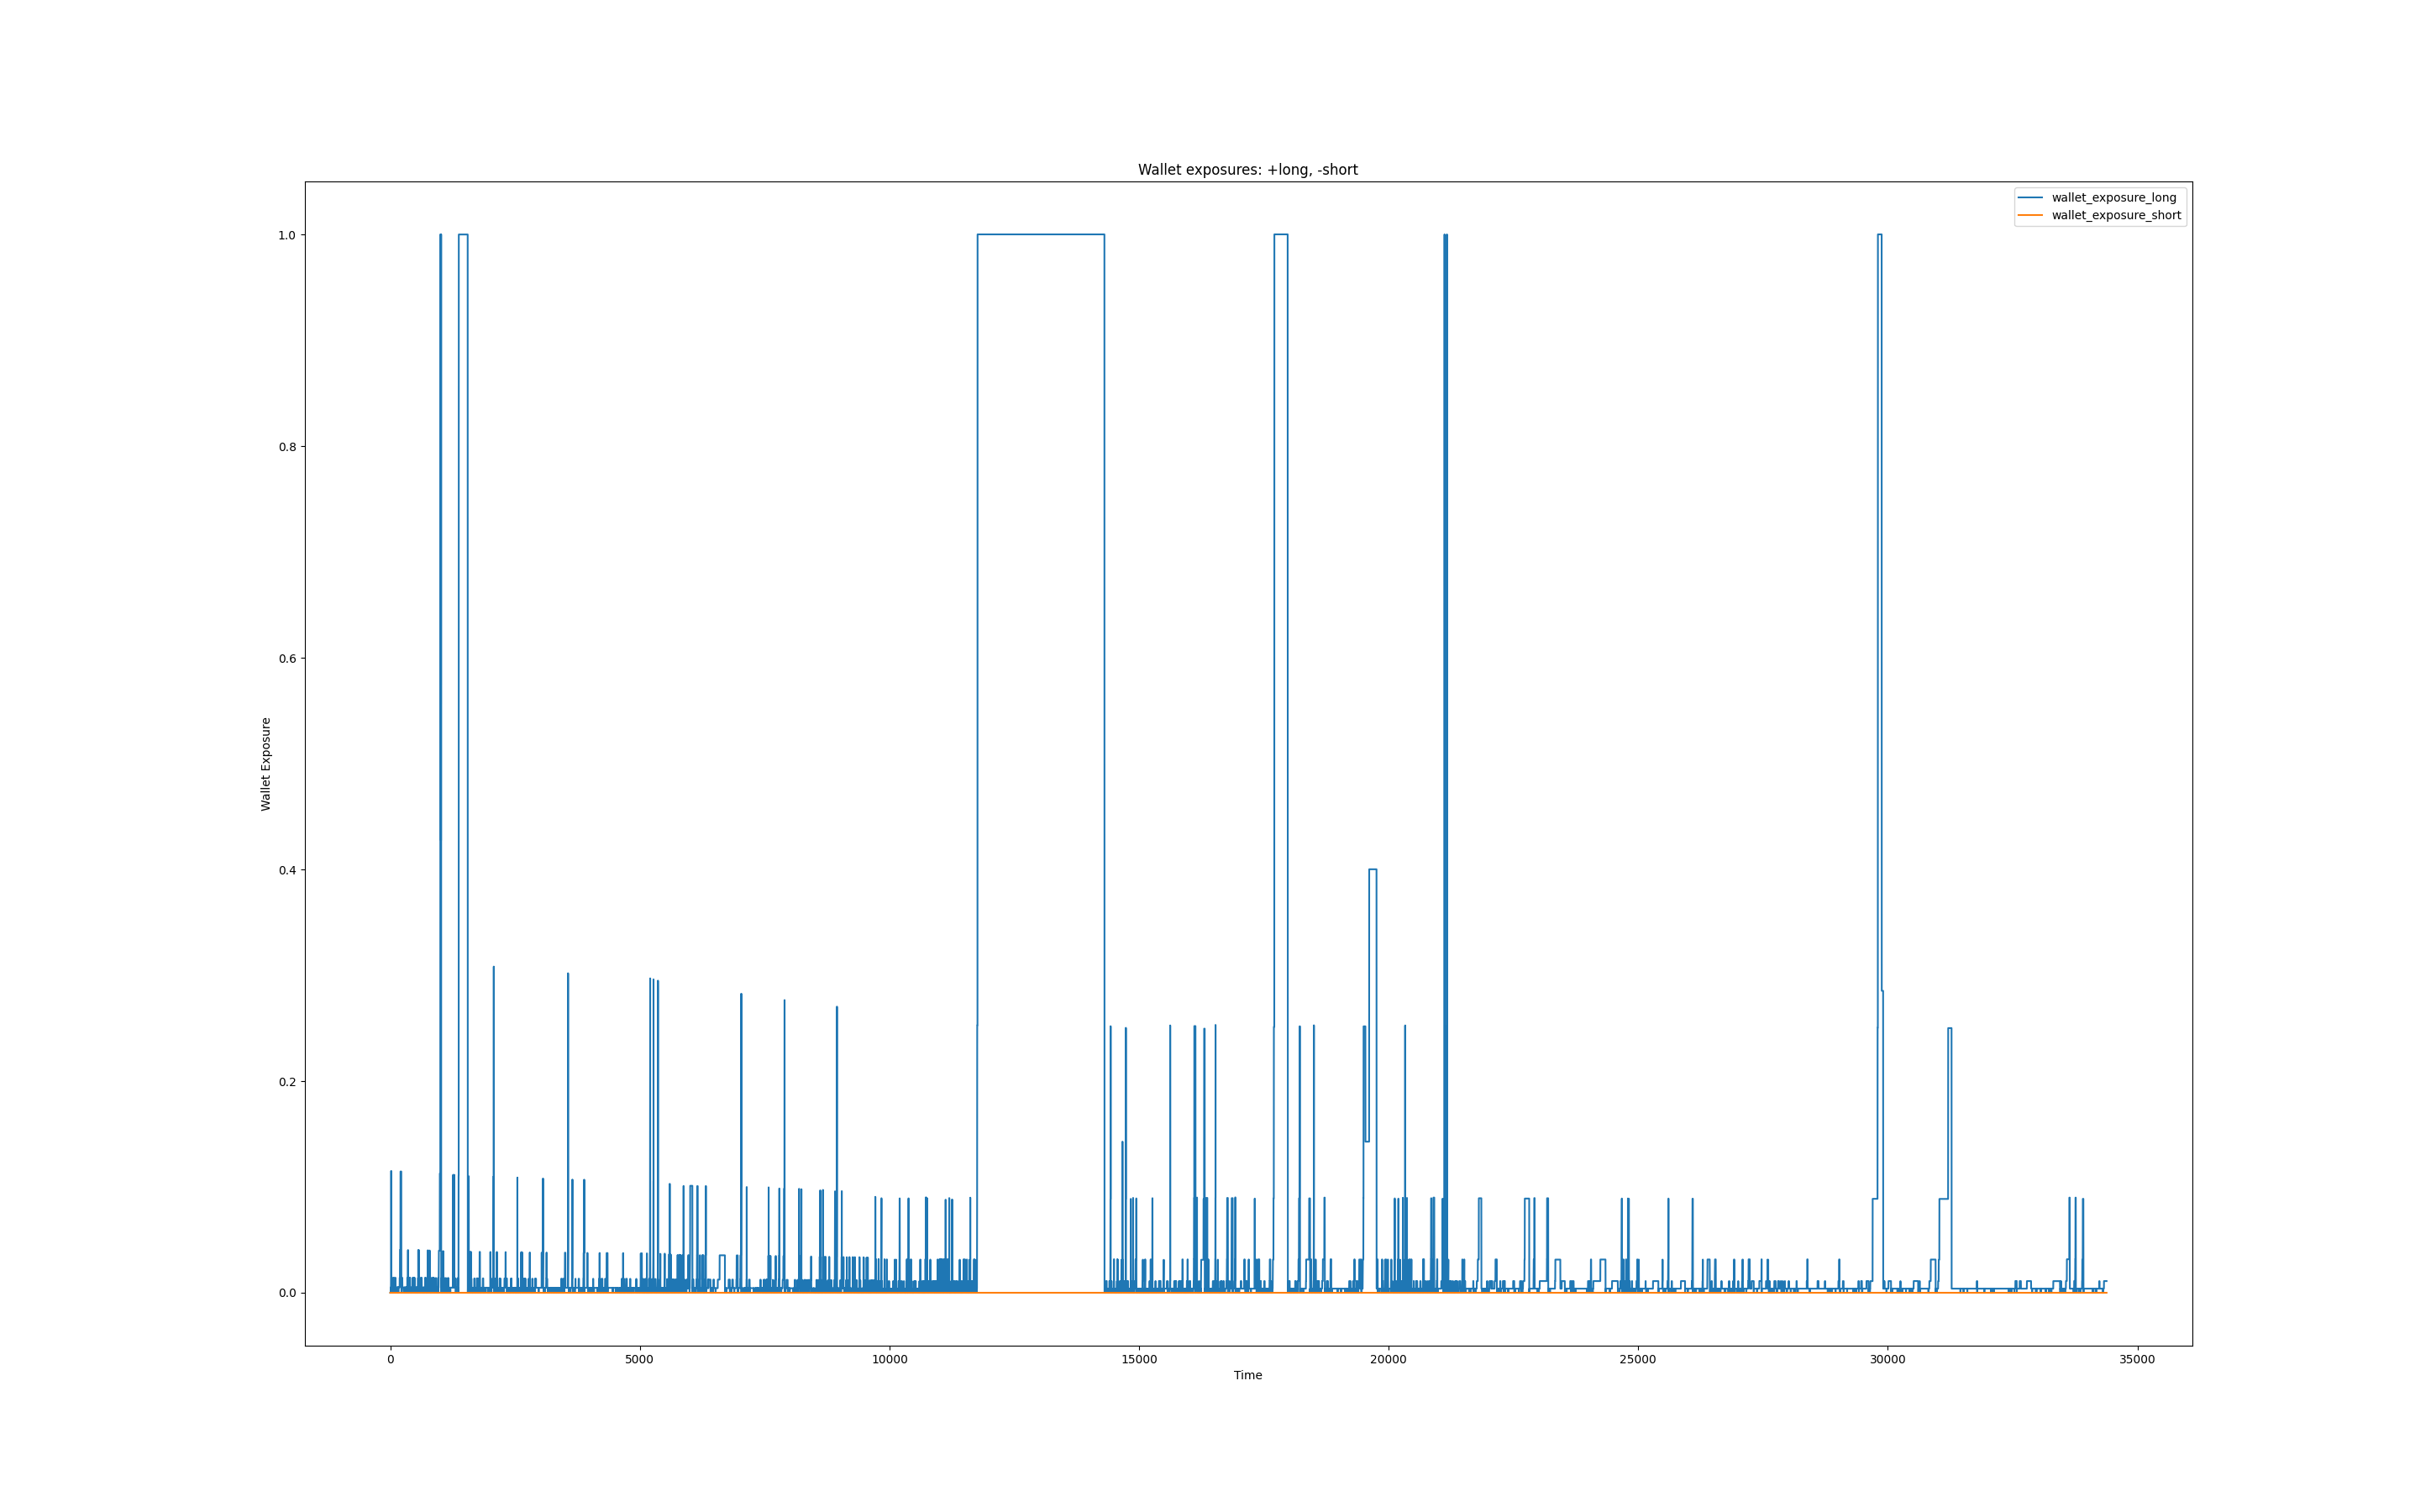 Wallet exposures: +long, -short
wallet_exposure_long
wallet_exposure_short
1.0
0.8
0.6
0.4
0.2
0.0
Wallet Exposure
0 5000 10000 15000 20000 25000 30000 35000
Time